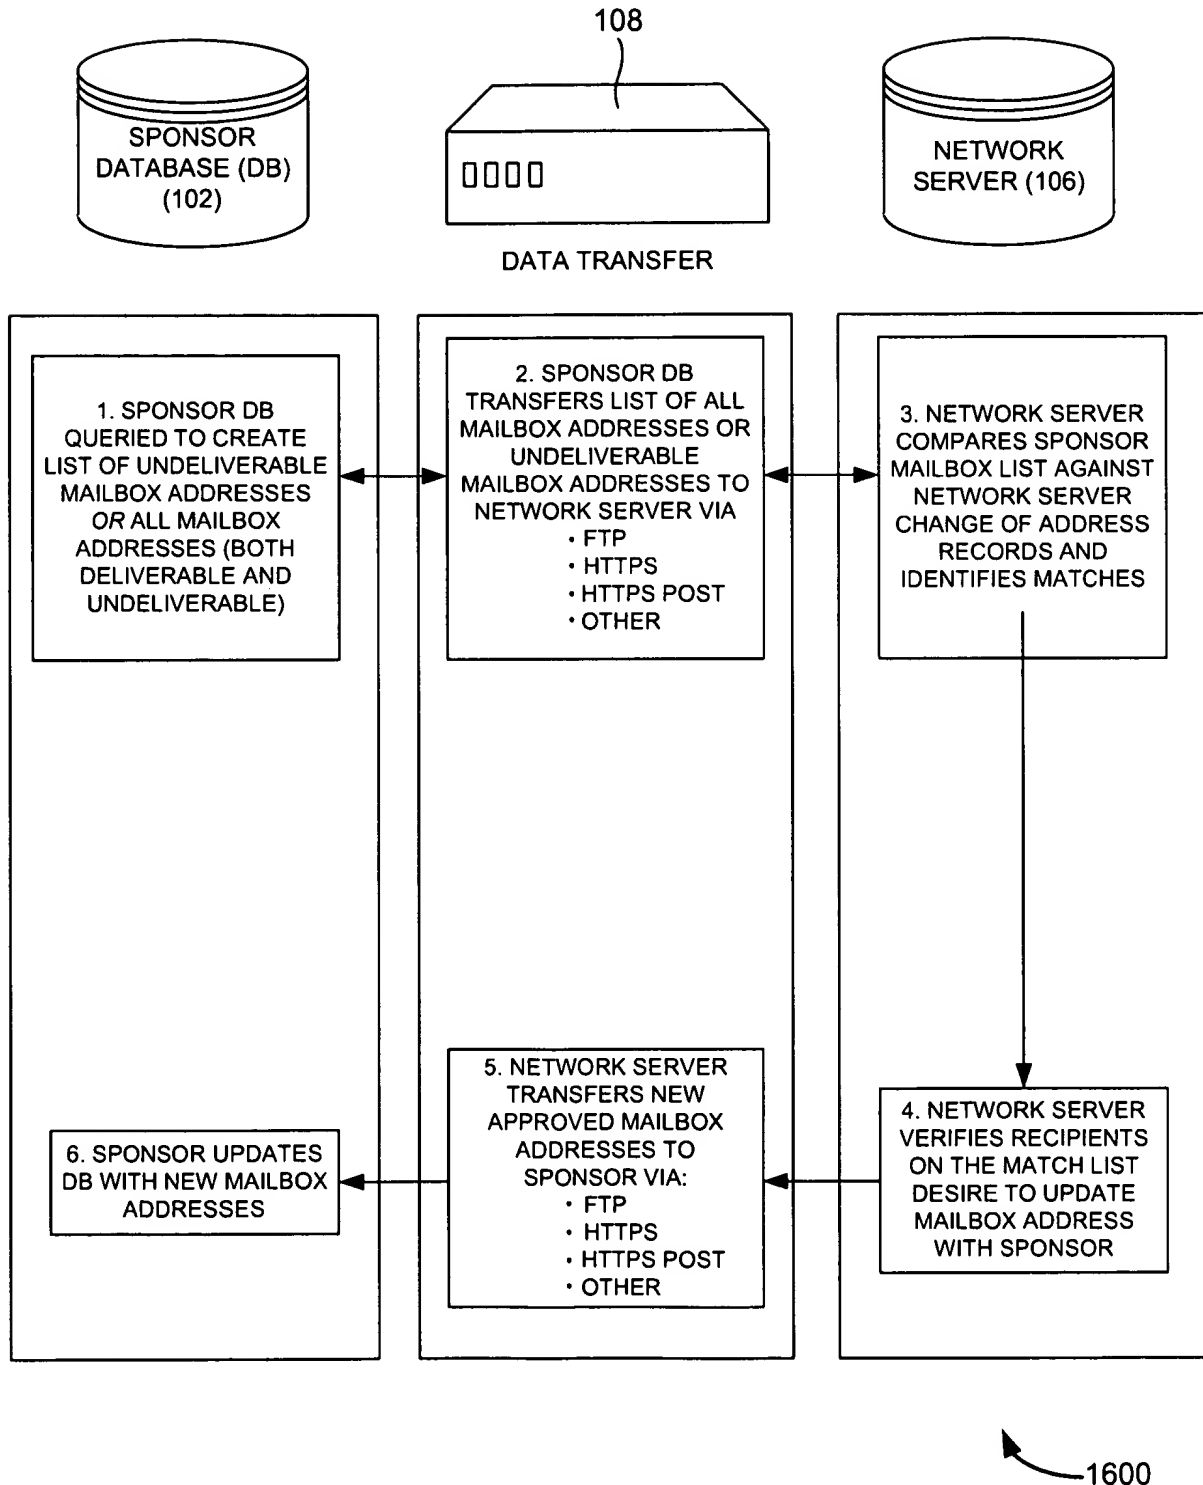 108
SPONSOR
DATABASE (DB)
(102)
NETWORK
SERVER (106)
DATA TRANSFER
1. SPONSOR DB
QUERIED TO CREATE
LIST OF UNDELIVERABLE
MAILBOX ADDRESSES
OR ALL MAILBOX
ADDRESSES (BOTH
DELIVERABLE AND
UNDELIVERABLE)
2. SPONSOR DB
TRANSFERS LIST OF ALL
MAILBOX ADDRESSES OR
UNDELIVERABLE
MAILBOX ADDRESSES TO
NETWORK SERVER VIA
• FTP
• HTTPS
• HTTPS POST
• OTHER
3. NETWORK SERVER
COMPARES SPONSOR
MAILBOX LIST AGAINST
NETWORK SERVER
CHANGE OF ADDRESS
RECORDS AND
IDENTIFIES MATCHES
4. NETWORK SERVER
VERIFIES RECIPIENTS
ON THE MATCH LIST
DESIRE TO UPDATE
MAILBOX ADDRESS
WITH SPONSOR
5. NETWORK SERVER
TRANSFERS NEW
APPROVED MAILBOX
ADDRESSES TO
SPONSOR VIA:
• FTP
• HTTPS
• HTTPS POST
• OTHER
6. SPONSOR UPDATES
DB WITH NEW MAILBOX
ADDRESSES
1600